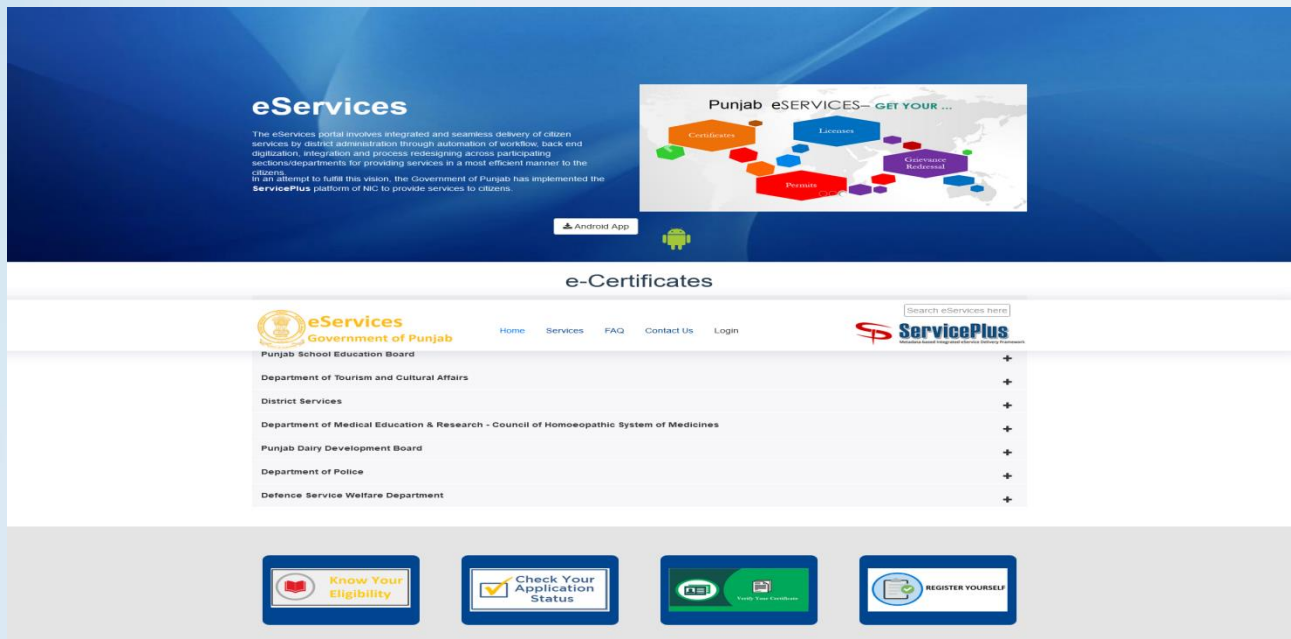 eServices
The eServices portal involves integrated and seamless delivery of citizen
services by district administration through automation of workflow, back end
digitization, integration and process redesigning across participating
sections/departments for providing services in a most efficient manner to the
citizens.
In an attempt to fulfill this vision, the Government of Punjab has implemented the
ServicePlus platform of NIC to provide services to citizens.
Punjab eSERVICES– GET YOUR ...
Certificates
Licenses
Grievance
Redressal
Permits
Android App
e-Certificates
eServices
Government of Punjab
Home Services FAQ Contact Us Login
Search eServices here
ServicePlus
Metadata based Integrated eService Delivery Framework
Punjab School Education Board
Department of Tourism and Cultural Affairs
District Services
Department of Medical Education & Research - Council of Homoeopathic System of Medicines
Punjab Dairy Development Board
Department of Police
Defence Service Welfare Department
Know Your
Eligibility
Check Your
Application
Status
Verify Your Certificate
REGISTER YOURSELF